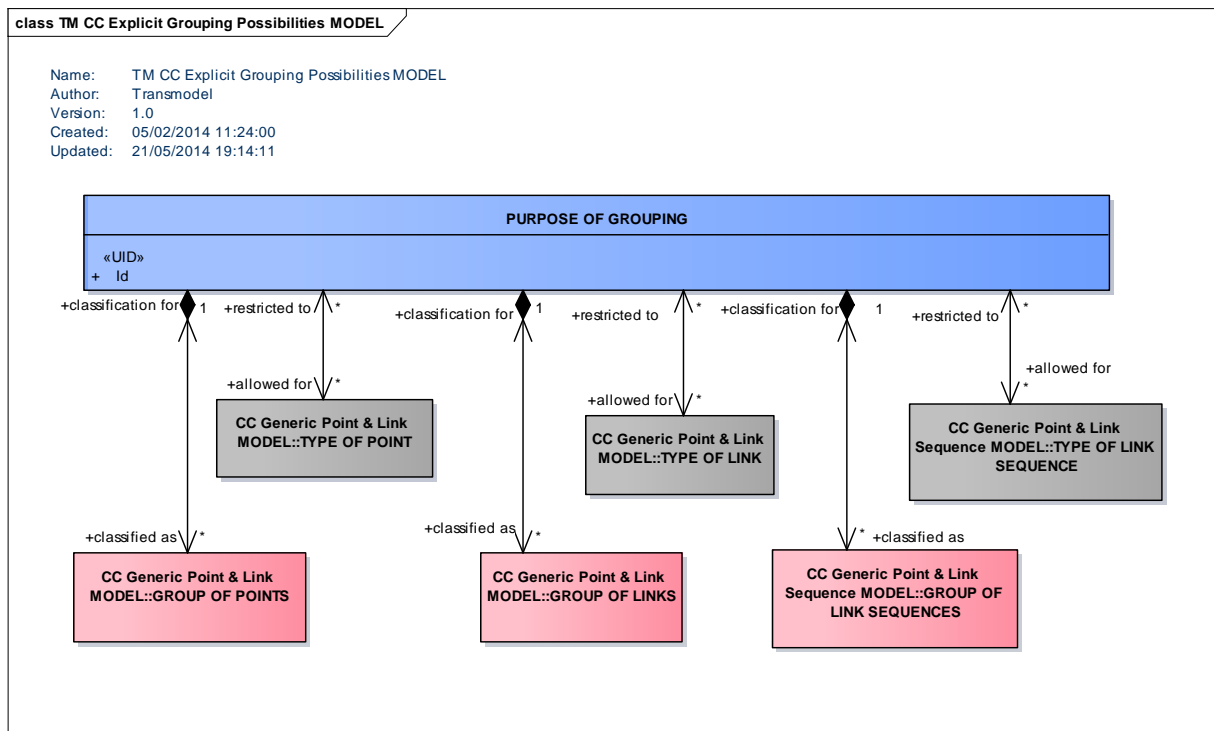 class TM CC Explicit Grouping Possibilities MODEL
Name: TM CC Explicit Grouping Possibilities MODEL
Author: Transmodel
Version: 1.0
Created: 05/02/2014 11:24:00
Updated: 21/05/2014 19:14:11
PURPOSE OF GROUPING
«UID»
+ Id
+classification for 1 +restricted to * +classification for 1 +restricted to * +classification for 1 +restricted to *
+allowed for *
CC Generic Point & Link
MODEL::TYPE OF POINT
+allowed for *
CC Generic Point & Link
MODEL::TYPE OF LINK
+allowed for
*
CC Generic Point & Link
Sequence MODEL::TYPE OF LINK
SEQUENCE
+classified as *
CC Generic Point & Link
MODEL::GROUP OF POINTS
+classified as *
CC Generic Point & Link
MODEL::GROUP OF LINKS
* +classified as
CC Generic Point & Link
Sequence MODEL::GROUP OF
LINK SEQUENCES